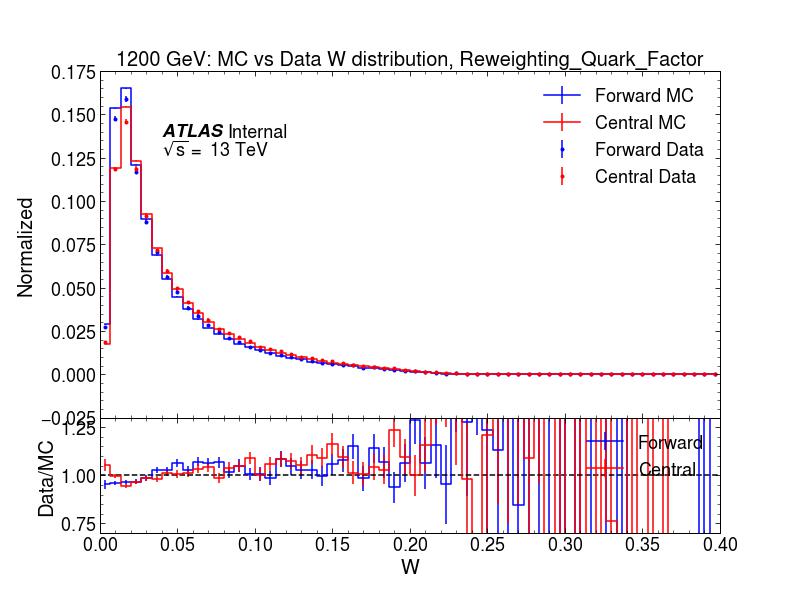 1200 GeV: MC vs Data W distribution, Reweighting_Quark_Factor
0.175
0.150
0.125
0.100
0.075
0.050
0.025
0.000
−0.025
Normalized
ATLAS Internal
√s = 13 TeV
Forward MC
Central MC
Forward Data
Central Data
1.25
1.00
0.75
Data/MC
Forward
Central
0.00 0.05 0.10 0.15 0.20 0.25 0.30 0.35 0.40
W